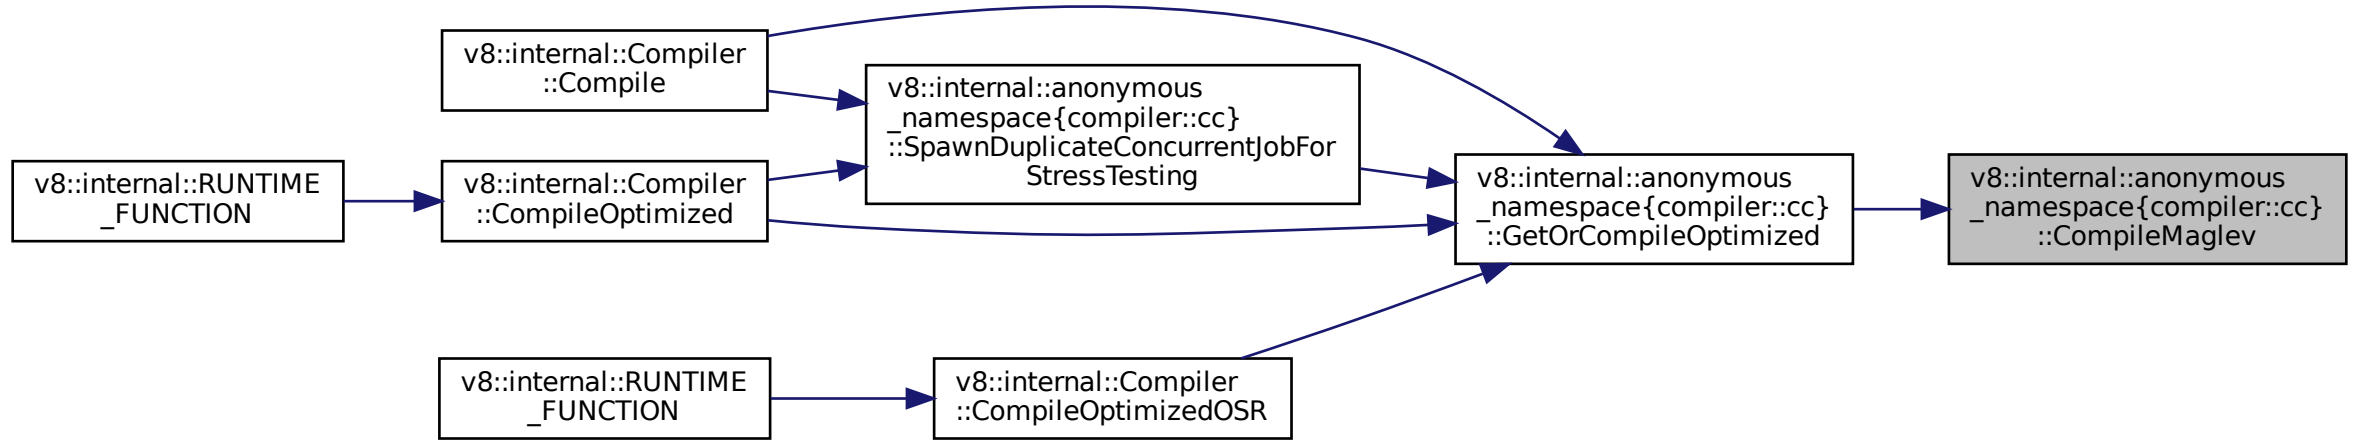 v8::internal::Compiler
::Compile
v8::internal::anonymous
_namespace{compiler::cc}
::SpawnDuplicateConcurrentJobFor
StressTesting
v8::internal::RUNTIME
_FUNCTION
v8::internal::Compiler
::CompileOptimized
v8::internal::anonymous
_namespace{compiler::cc}
::GetOrCompileOptimized
v8::internal::anonymous
_namespace{compiler::cc}
::CompileMaglev
v8::internal::RUNTIME
_FUNCTION
v8::internal::Compiler
::CompileOptimizedOSR